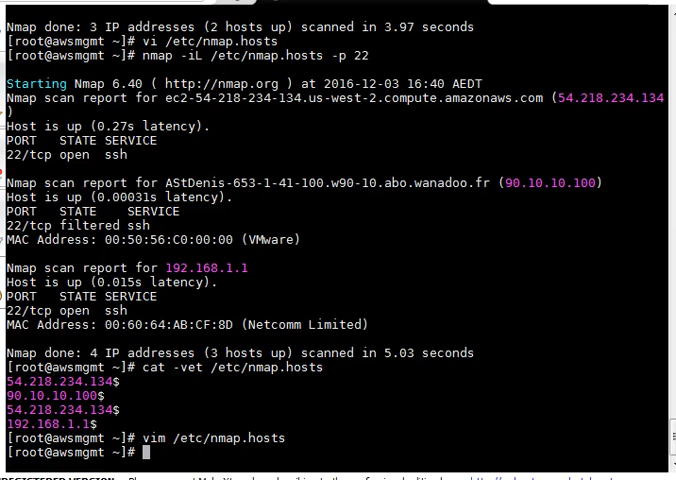 Nmap done: 3 IP addresses (2 hosts up) scanned in 3.97 seconds
[root@awsmgmt ~]# vi /etc/nmap.hosts
[root@awsmgmt ~]# nmap -iL /etc/nmap.hosts -p 22
Starting Nmap 6.40 ( http://nmap.org ) at 2016-12-03 16:40 AEDT
Nmap scan report for ec2-54-218-234-134.us-west-2.compute.amazonaws.com (54.218.234.134
)
Host is up (0.27s latency).
PORT   STATE SERVICE
22/tcp open  ssh
Nmap scan report for AStDenis-653-1-41-100.w90-10.abo.wanadoo.fr (90.10.10.100)
Host is up (0.00031s latency).
PORT   STATE    SERVICE
22/tcp filtered ssh
MAC Address: 00:50:56:C0:00:00 (VMware)
Nmap scan report for 192.168.1.1
Host is up (0.015s latency).
PORT   STATE SERVICE
22/tcp open  ssh
MAC Address: 00:60:64:AB:CF:8D (Netcomm Limited)
Nmap done: 4 IP addresses (3 hosts up) scanned in 5.03 seconds
[root@awsmgmt ~]# cat -vet /etc/nmap.hosts
54.218.234.134$
90.10.10.100$
54.218.234.134$
192.168.1.1$
[root@awsmgmt ~]# vim /etc/nmap.hosts
[root@awsmgmt ~]#